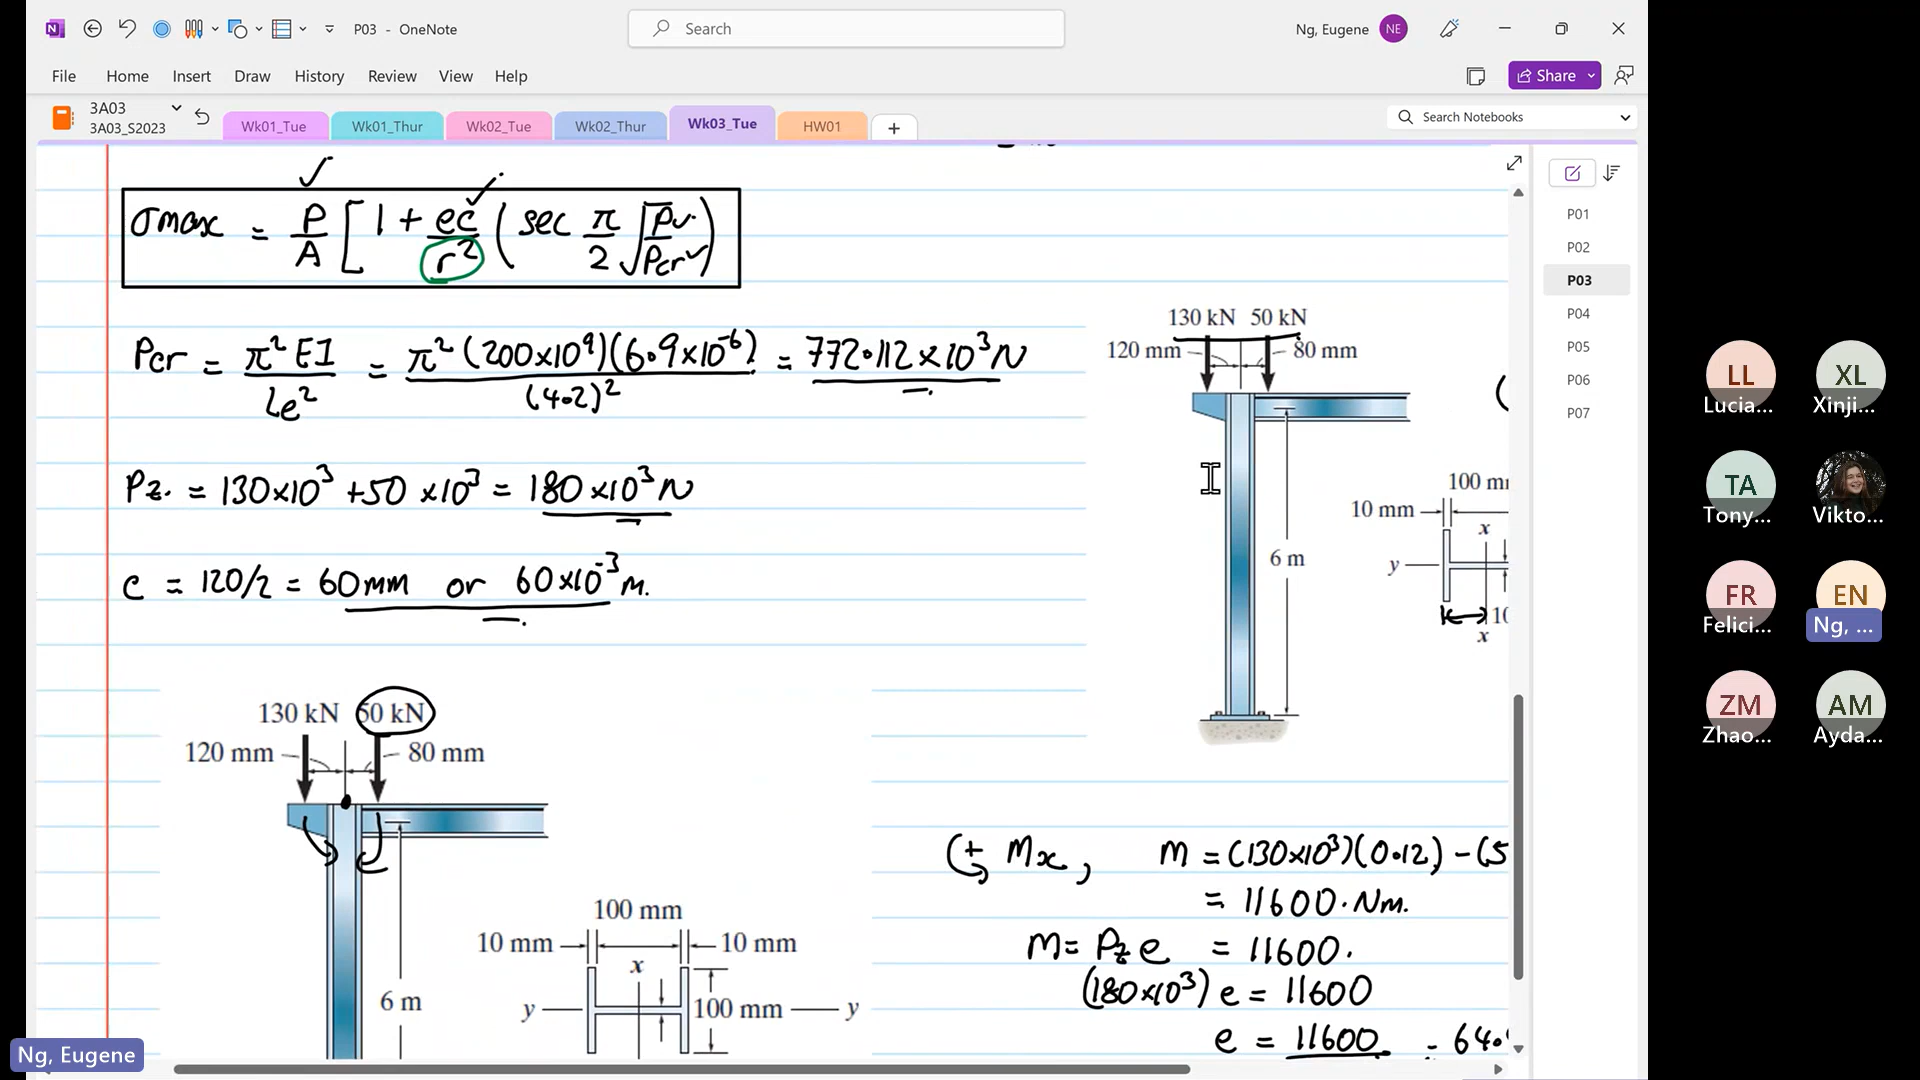 P03 - OneNote
Search
Ng, Eugene
NE
File Home Insert Draw History Review View Help
Share
3A03
3A03_S2023
Wk01_Tue
Wk01_Thur
Wk02_Tue
Wk02_Thur
Wk03_Tue
HW01
+
Search Notebooks
P01
P02
P03
P04
P05
P06
P07
σmax = P/A [ 1 + ec/r² ( sec π/2 √P/Pcr )
Pcr = π² EI / Le² = π² (200×10⁹)(6.9×10⁻⁶) / (4.2)² = 772.112 × 10³ N
Pz. = 130×10³ + 50 ×10³ = 180 ×10³ N
c = 120/2 = 60mm or 60×10⁻³ m.
130 kN 50 kN
120 mm
80 mm
6 m
100 m
10 mm
x
y
10
x
130 kN 50 kN
120 mm
80 mm
6 m
100 mm
10 mm
10 mm
x
y
100 mm
y
(+ Mx, M = (130×10³)(0.12) - (5
= 11600. Nm.
M = Pz e = 11600.
(180×10³) e = 11600
e = 11600 = 64.
LL
Lucia...
XL
Xinji...
TA
Tony...
Vikto...
FR
Felici...
EN
Ng, ...
ZM
Zhao...
AM
Ayda...
Ng, Eugene